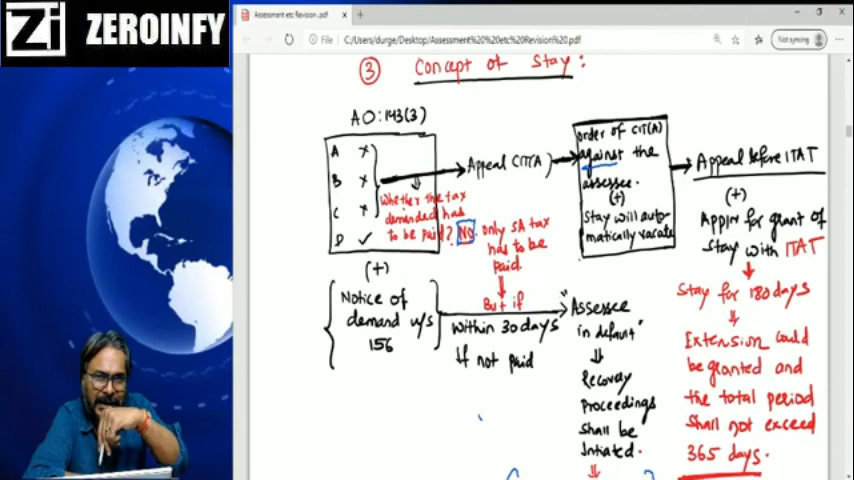 Zi ZEROINFY
Assessment etc Revision .pdf
File C:/Users/durge/Desktop/Assessment%20%20etc%20Revision%20.pdf
Not syncing
③ Concept of Stay:
AO: 143(3)
A ×
B ×
C ×
D ✓
Whether the tax
demanded has
to be paid? NO. only SA tax
has to be
paid.
But if
Appeal CIT(A)
order of CIT(A)
against the
assessee.
(+)
Stay will auto-
matically vacate
Appeal before ITAT
(+)
Appln for grant of
stay with ITAT
Stay for 180 days
Extension could
be granted and
the total period
shall not exceed
365 days.
(+)
Notice of
demand u/s
156
within 30 days
If not paid
"Assessee
in default"
Recovery
Proceedings
shall be
Intiated.